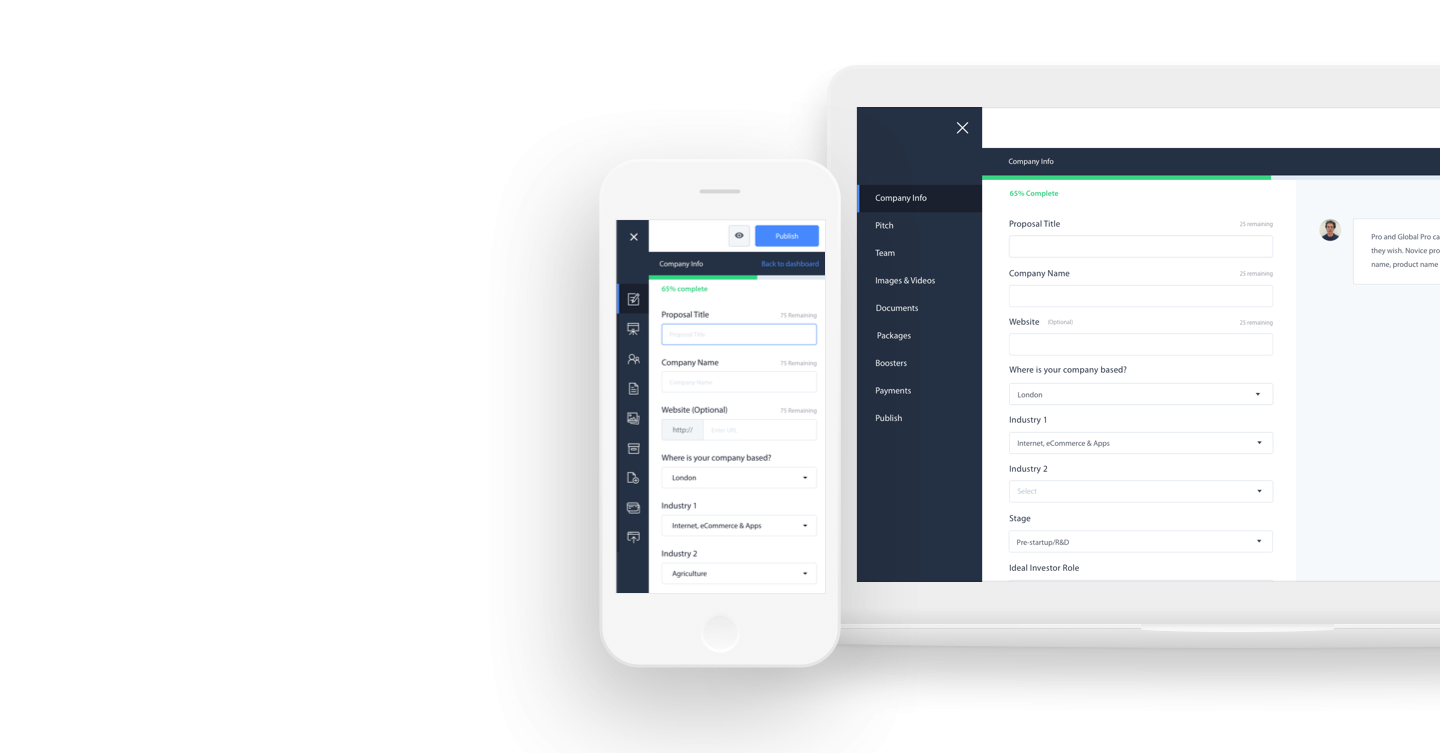 Publish
Company Info
Back to dashboard
65% complete
Proposal Title
75 Remaining
Proposal Title
Company Name
75 Remaining
Company Name
Website (Optional)
75 Remaining
http://
Enter URL
Where is your company based?
London
Industry 1
Internet, eCommerce & Apps
Industry 2
Agriculture
Company Info
Pitch
Team
Images & Videos
Documents
Packages
Boosters
Payments
Publish
Company Info
65% Complete
Proposal Title
25 remaining
Company Name
25 remaining
Website (Optional)
25 remaining
Where is your company based?
London
Industry 1
Internet, eCommerce & Apps
Industry 2
Select
Stage
Pre-startup/R&D
Ideal Investor Role
Pro and Global Pro ca
they wish. Novice pro
name, product name